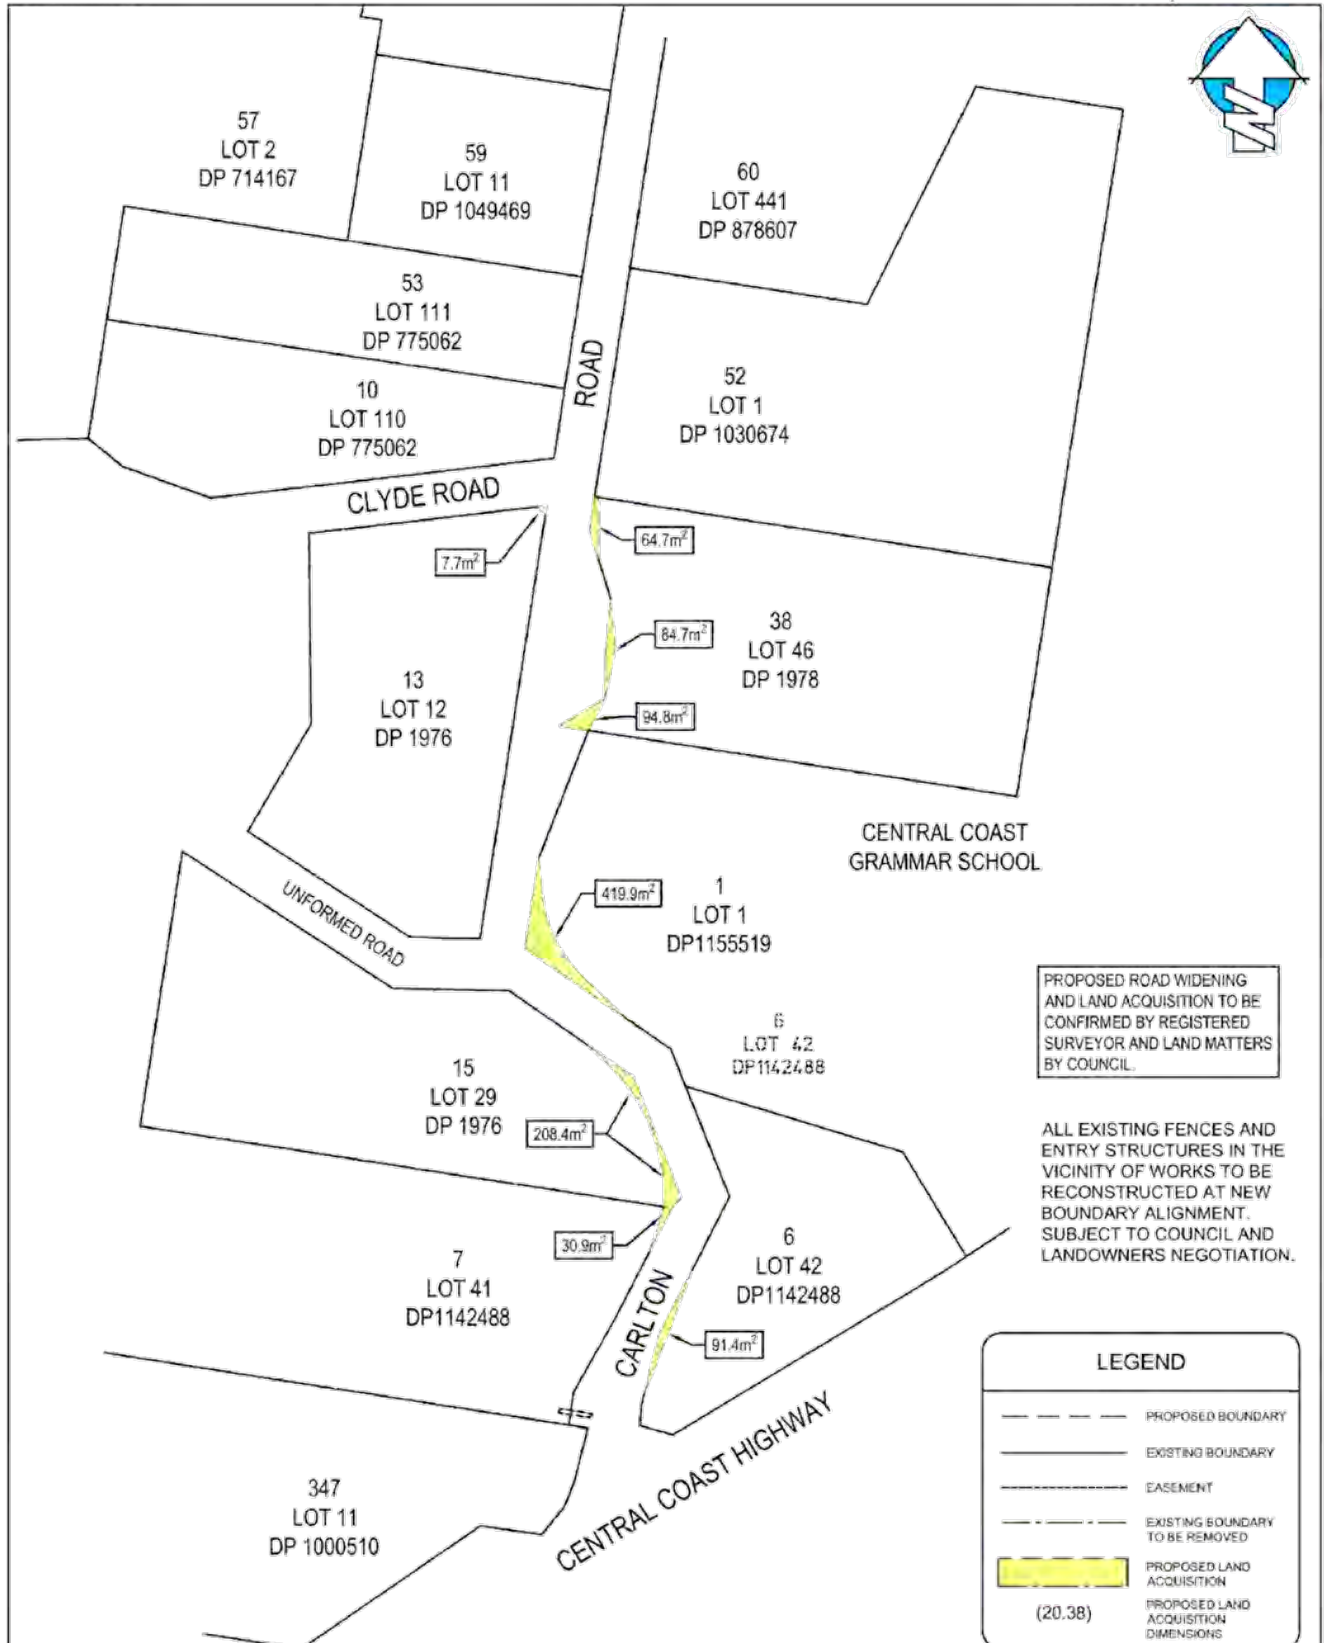 N
57
LOT 2
DP 714167
59
LOT 11
DP 1049469
60
LOT 441
DP 878607
53
LOT 111
DP 775062
10
LOT 110
DP 775062
ROAD
52
LOT 1
DP 1030674
CLYDE ROAD
7.7m²
64.7m²
84.7m²
94.8m²
38
LOT 46
DP 1978
13
LOT 12
DP 1976
CENTRAL COAST
GRAMMAR SCHOOL
UNFORMED ROAD
419.9m²
1
LOT 1
DP1155519
PROPOSED ROAD WIDENING
AND LAND ACQUISITION TO BE
CONFIRMED BY REGISTERED
SURVEYOR AND LAND MATTERS
BY COUNCIL.
6
LOT 42
DP1142488
15
LOT 29
DP 1976
208.4m²
ALL EXISTING FENCES AND
ENTRY STRUCTURES IN THE
VICINITY OF WORKS TO BE
RECONSTRUCTED AT NEW
BOUNDARY ALIGNMENT.
SUBJECT TO COUNCIL AND
LANDOWNERS NEGOTIATION.
30.9m²
7
LOT 41
DP1142488
6
LOT 42
DP1142488
CARLTON
91.4m²
CENTRAL COAST HIGHWAY
347
LOT 11
DP 1000510
LEGEND
PROPOSED BOUNDARY
EXISTING BOUNDARY
EASEMENT
EXISTING BOUNDARY
TO BE REMOVED
PROPOSED LAND
ACQUISITION
(20.38)
PROPOSED LAND
ACQUISITION
DIMENSIONS